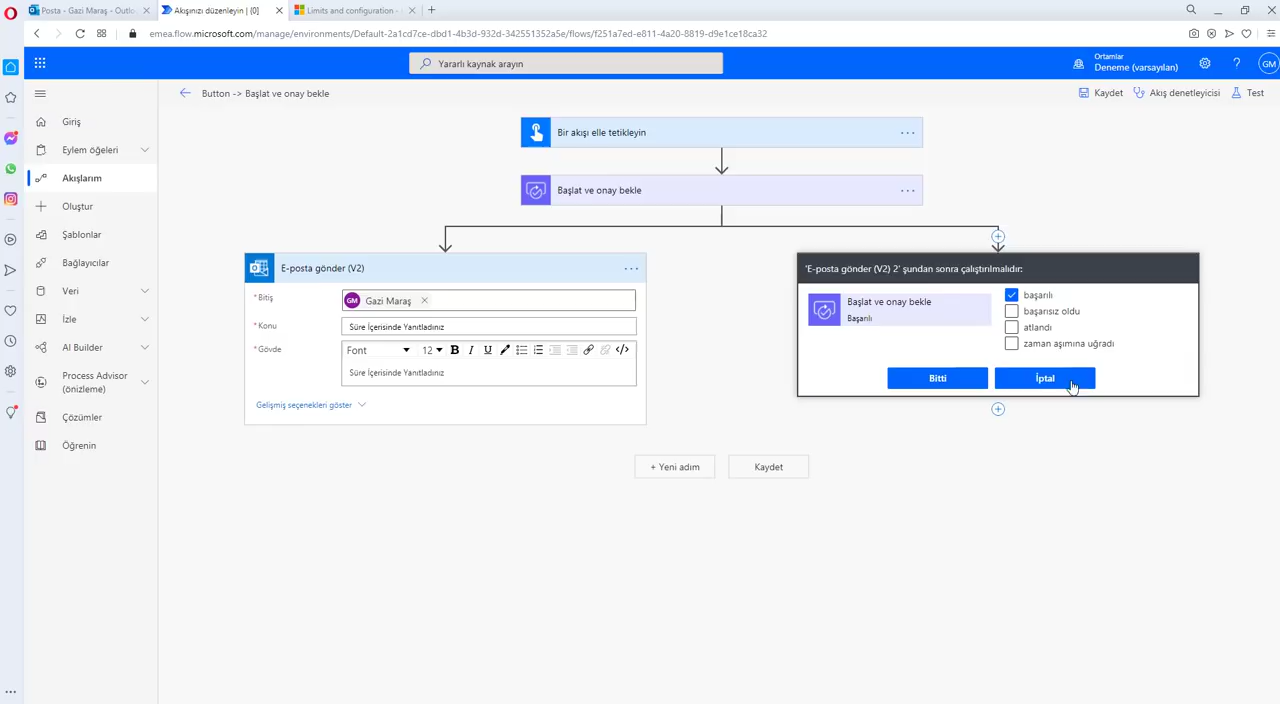 Posta - Gazi Maraş - Outlo
Akışınızı düzenleyin | (0)
Limits and configuration -
emea.flow.microsoft.com/manage/environments/Default-2a1cd7ce-dbd1-4b3d-932d-342551352a5e/flows/f251a7ed-e811-4a20-8819-d9e1ce18ca32
Yararlı kaynak arayın
Ortamlar
Deneme (varsayılan)
?
GM
Button -> Başlat ve onay bekle
Kaydet
Akış denetleyicisi
Test
Giriş
Eylem öğeleri
Akışlarım
Oluştur
Şablonlar
Bağlayıcılar
Veri
İzle
AI Builder
Process Advisor
(önizleme)
Çözümler
Öğrenin
Bir akışı elle tetikleyin
Başlat ve onay bekle
E-posta gönder (V2)
*Bitiş
GM Gazi Maraş
*Konu
Süre İçerisinde Yanıtladınız
*Gövde
Font 12 B I U </>
Süre İçerisinde Yanıtladınız
Gelişmiş seçenekleri göster
'E-posta gönder (V2) 2' şundan sonra çalıştırılmalıdır:
Başlat ve onay bekle
Başarılı
başarılı
başarısız oldu
atlandı
zaman aşımına uğradı
Bitti
İptal
+ Yeni adım
Kaydet